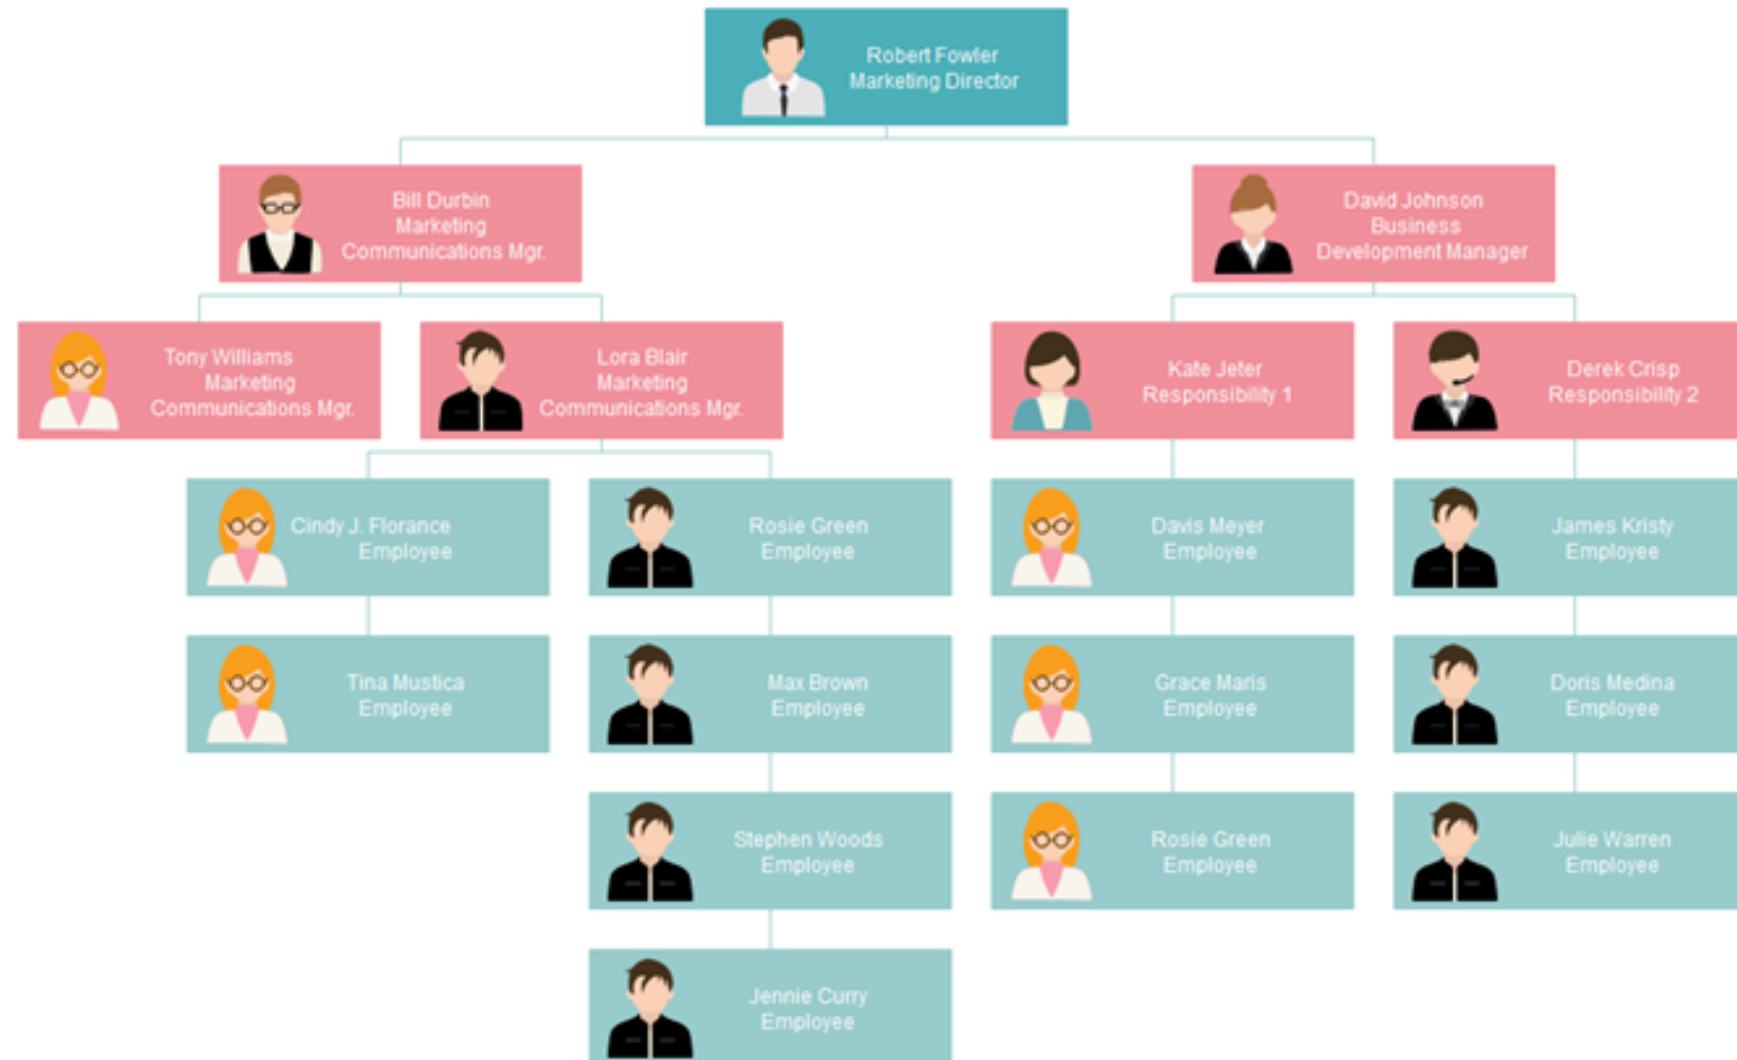 Robert Fowler
Marketing Director
Bill Durbin
Marketing
Communications Mgr.
David Johnson
Business
Development Manager
Tony Williams
Marketing
Communications Mgr.
Lora Blair
Marketing
Communications Mgr.
Kate Jeter
Responsibility 1
Derek Crisp
Responsibility 2
Cindy J. Florance
Employee
Rosie Green
Employee
Davis Meyer
Employee
James Kristy
Employee
Tina Mustica
Employee
Max Brown
Employee
Grace Maris
Employee
Doris Medina
Employee
Stephen Woods
Employee
Rosie Green
Employee
Julie Warren
Employee
Jennie Curry
Employee